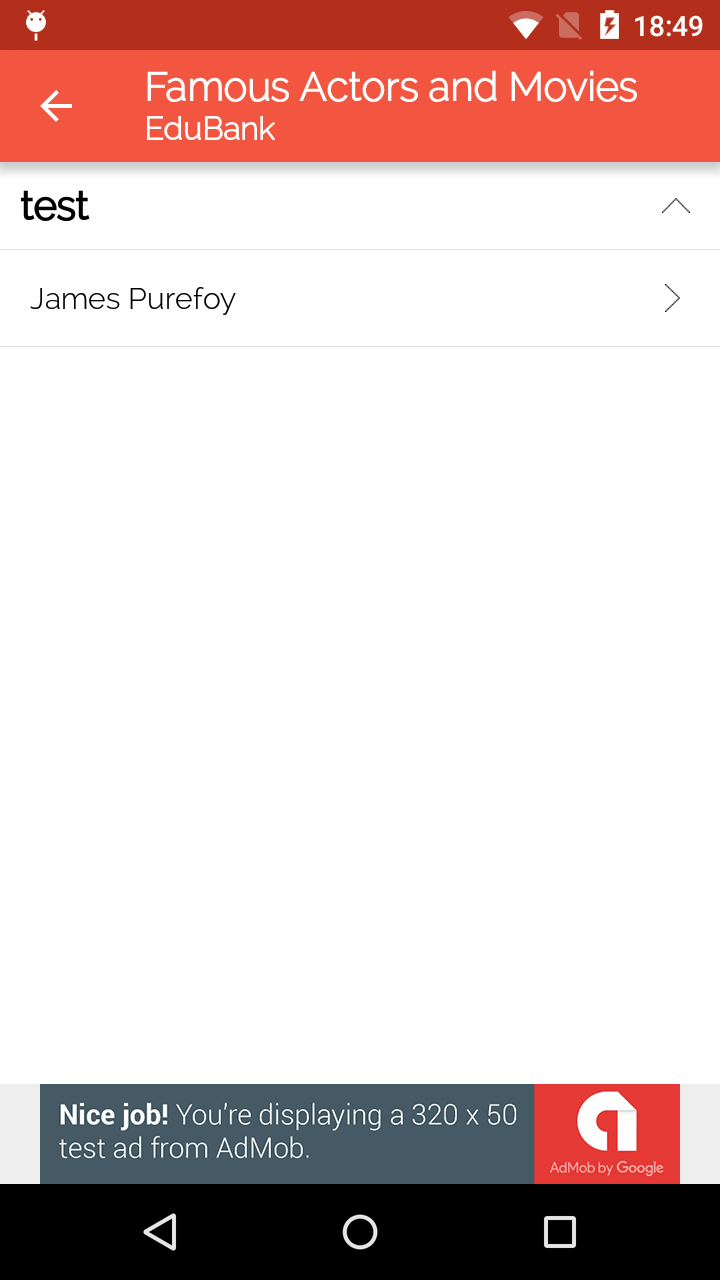 18:49
Famous Actors and Movies
EduBank
test
James Purefoy
Nice job! You're displaying a 320 x 50
test ad from AdMob.
AdMob by Google